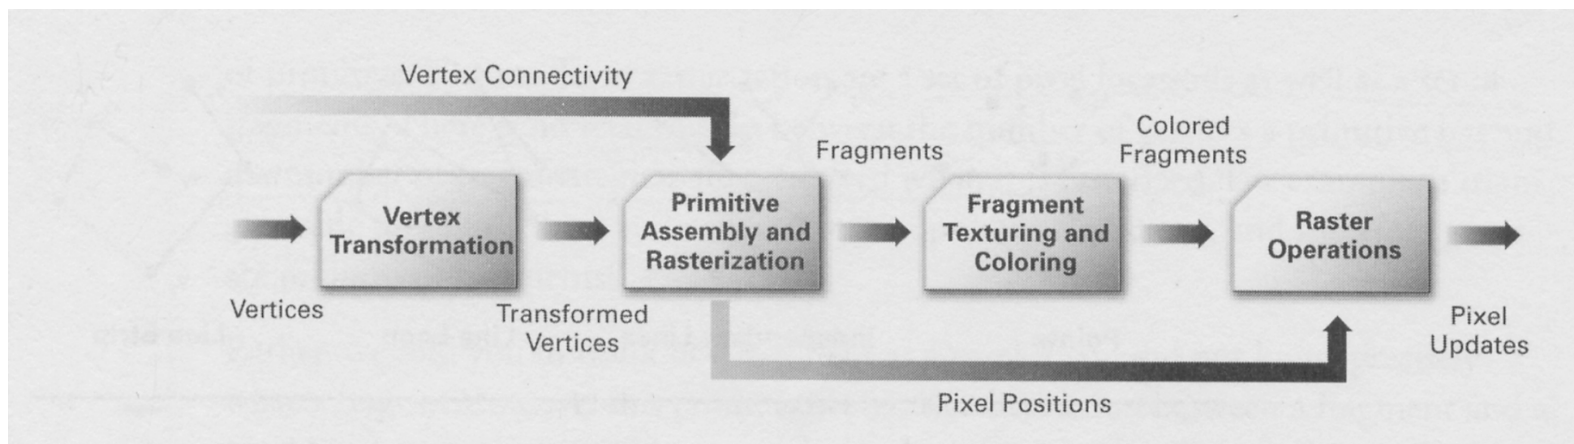 Vertex Connectivity
Colored
Fragments
Fragments
Vertex
Transformation
Primitive
Assembly and
Rasterization
Fragment
Texturing and
Coloring
Raster
Operations
Vertices
Transformed
Vertices
Pixel
Updates
Pixel Positions